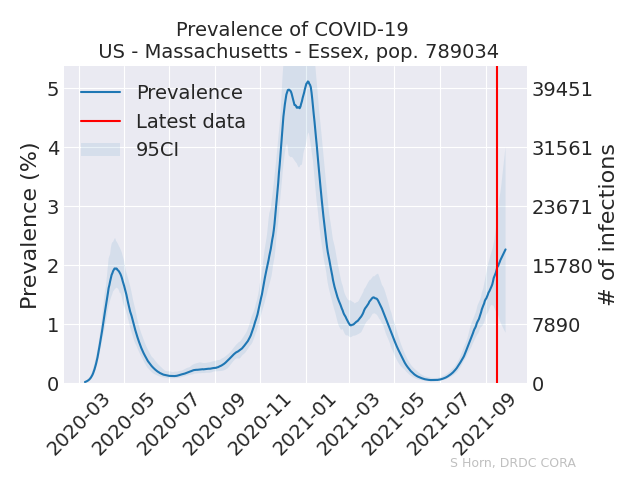 Prevalence of COVID-19
US - Massachusetts - Essex, pop. 789034
Prevalence
Latest data
95CI
Prevalence (%)
5
4
3
2
1
0
39451
31561
23671
15780
7890
0
# of infections
2020-03
2020-05
2020-07
2020-09
2020-11
2021-01
2021-03
2021-05
2021-07
2021-09
S Horn, DRDC CORA